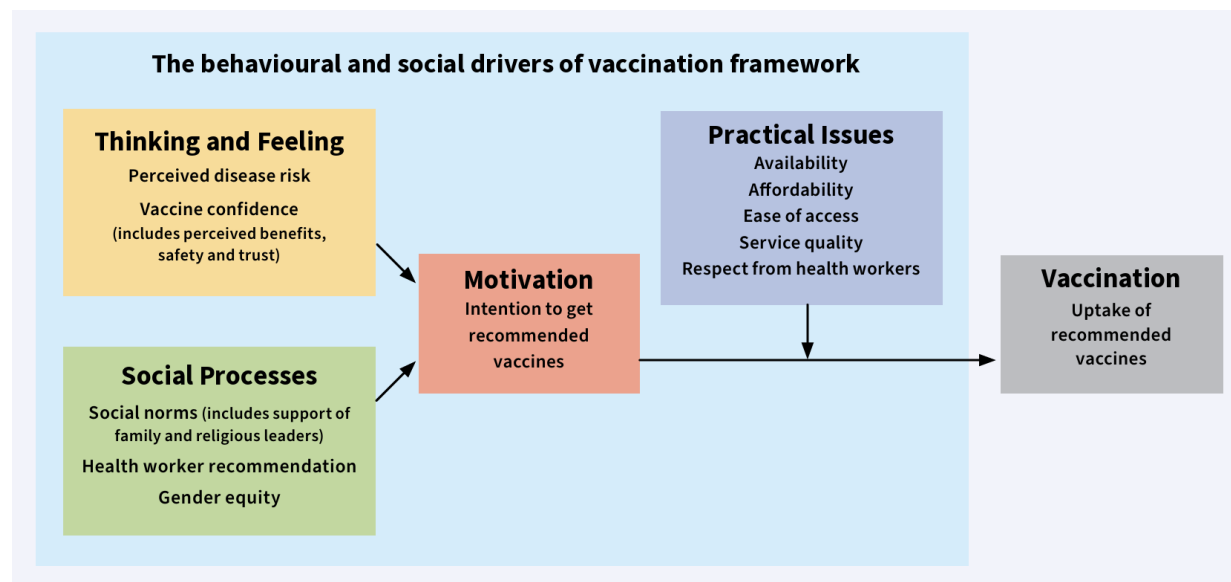 The behavioural and social drivers of vaccination framework
Thinking and Feeling
Perceived disease risk
Vaccine confidence
(includes perceived benefits,
safety and trust)
Social Processes
Social norms (includes support of
family and religious leaders)
Health worker recommendation
Gender equity
Motivation
Intention to get
recommended
vaccines
Practical Issues
Availability
Affordability
Ease of access
Service quality
Respect from health workers
Vaccination
Uptake of
recommended
vaccines